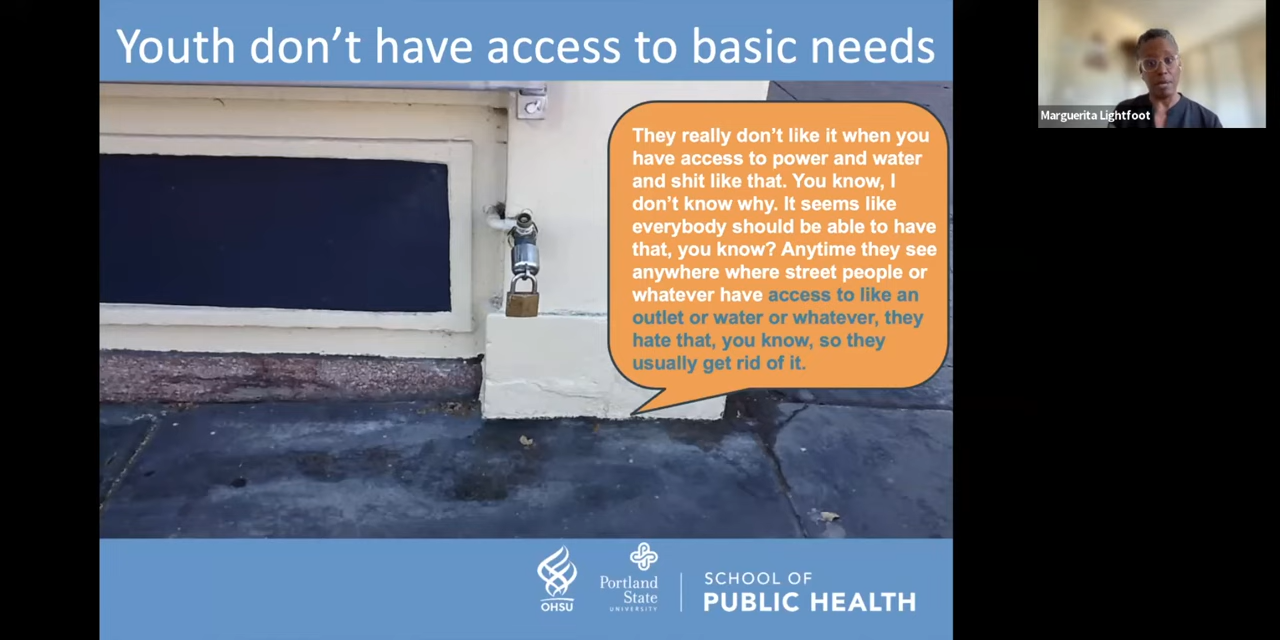 Youth don't have access to basic needs
Marguerita Lightfoot
They really don't like it when you
have access to power and water
and shit like that. You know, I
don't know why. It seems like
everybody should be able to have
that, you know? Anytime they see
anywhere where street people or
whatever have access to like an
outlet or water or whatever, they
hate that, you know, so they
usually get rid of it.
OHSU
Portland
State
UNIVERSITY
SCHOOL OF
PUBLIC HEALTH